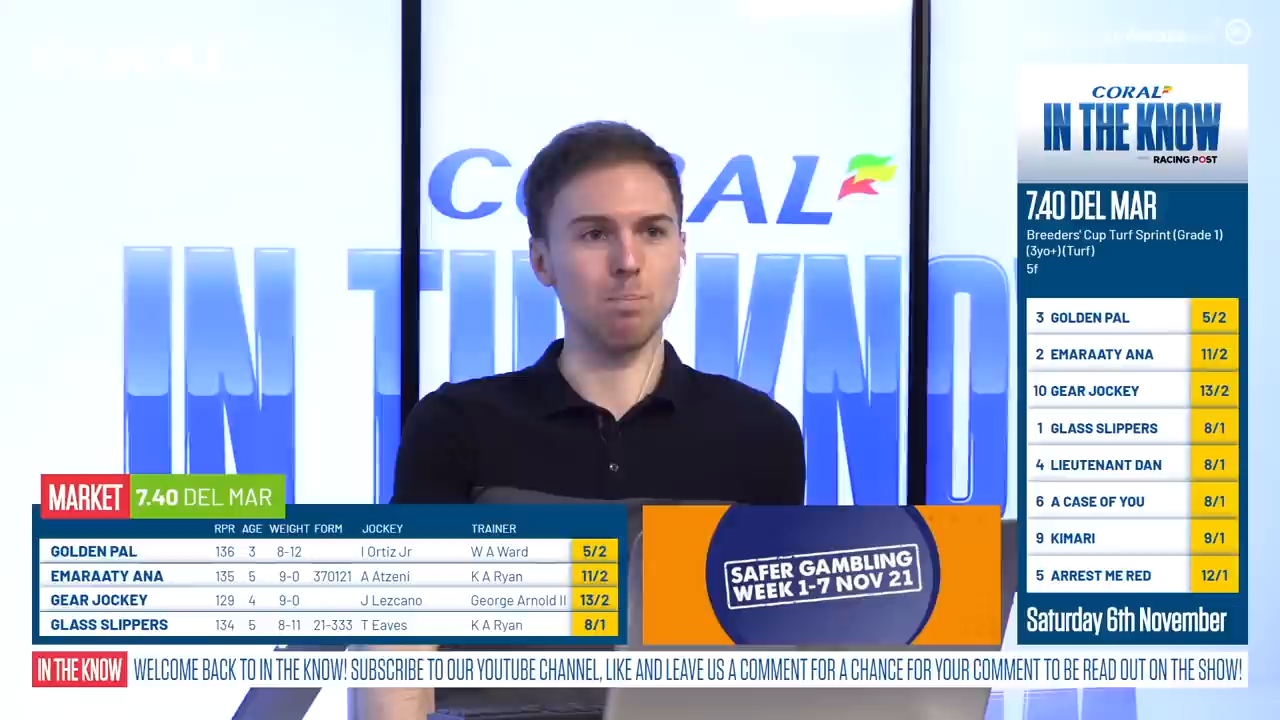 CORAL
IN THE KNOW
RACING POST
7.40 DEL MAR
Breeders' Cup Turf Sprint (Grade 1)
(3yo+) (Turf)
5f
3 GOLDEN PAL 5/2
2 EMARAATY ANA 11/2
10 GEAR JOCKEY 13/2
1 GLASS SLIPPERS 8/1
4 LIEUTENANT DAN 8/1
6 A CASE OF YOU 8/1
9 KIMARI 9/1
5 ARREST ME RED 12/1
Saturday 6th November
CORAL
IN THE KNO
MARKET 7.40 DEL MAR
RPR AGE WEIGHT FORM JOCKEY TRAINER
GOLDEN PAL 136 3 8-12 I Ortiz Jr W A Ward 5/2
EMARAATY ANA 135 5 9-0 370121 A Atzeni K A Ryan 11/2
GEAR JOCKEY 129 4 9-0 J Lezcano George Arnold II 13/2
GLASS SLIPPERS 134 5 8-11 21-333 T Eaves K A Ryan 8/1
SAFER GAMBLING
WEEK 1-7 NOV 21
IN THE KNOW WELCOME BACK TO IN THE KNOW! SUBSCRIBE TO OUR YOUTUBE CHANNEL, LIKE AND LEAVE US A COMMENT FOR A CHANCE FOR YOUR COMMENT TO BE READ OUT ON THE SHOW!